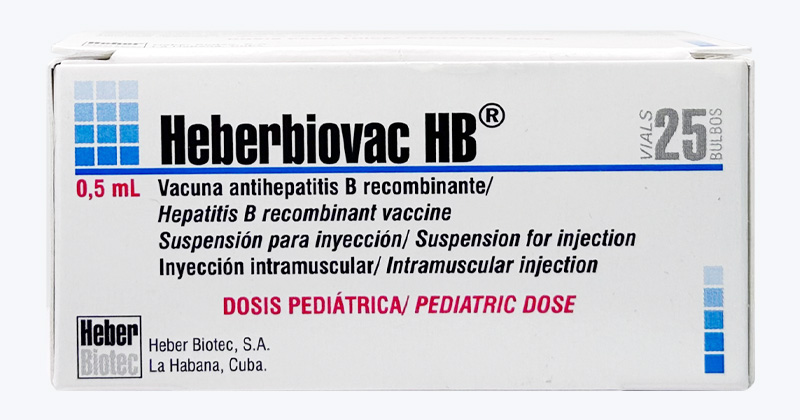 Heber
Heberbiovac HB®
VIALS 25 BULBOS
0,5 mL Vacuna antihepatitis B recombinante/
Hepatitis B recombinant vaccine
Suspensión para inyección/ Suspension for injection
Inyección intramuscular/ Intramuscular injection
DOSIS PEDIÁTRICA/ PEDIATRIC DOSE
Heber
Biotec
Heber Biotec, S.A.
La Habana, Cuba.